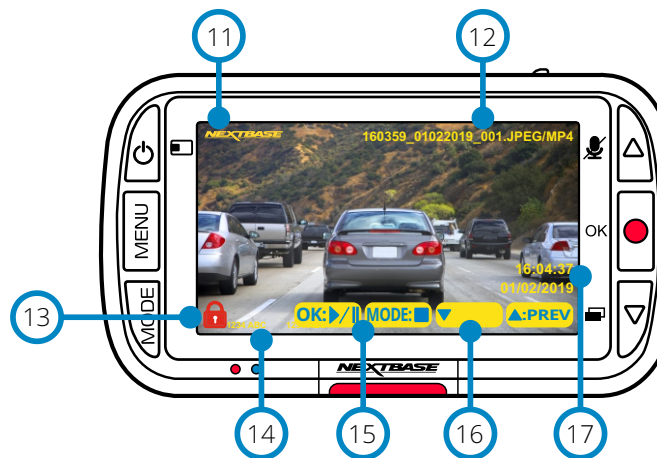 11
12
NEXTBASE
160359_01022019_001.JPEG/MP4
MENU
OK
16:04:37
01/02/2019
MODE
13
OK: MODE: :PREV
NEXTBASE
14
15
16
17